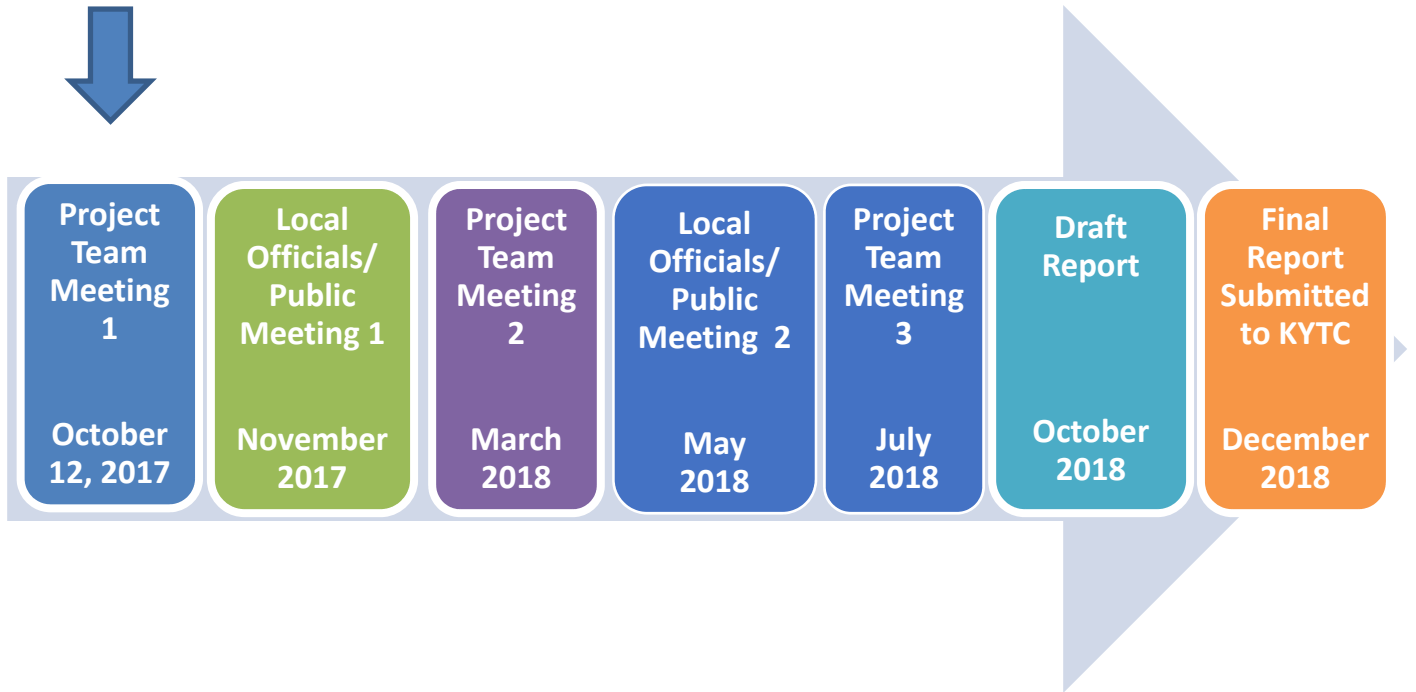 Project
Team
Meeting
1
October
12, 2017
Local
Officials/
Public
Meeting 1
November
2017
Project
Team
Meeting
2
March
2018
Local
Officials/
Public
Meeting  2
May
2018
Project
Team
Meeting
3
July
2018
Draft
Report
October
2018
Final
Report
Submitted
to KYTC
December
2018